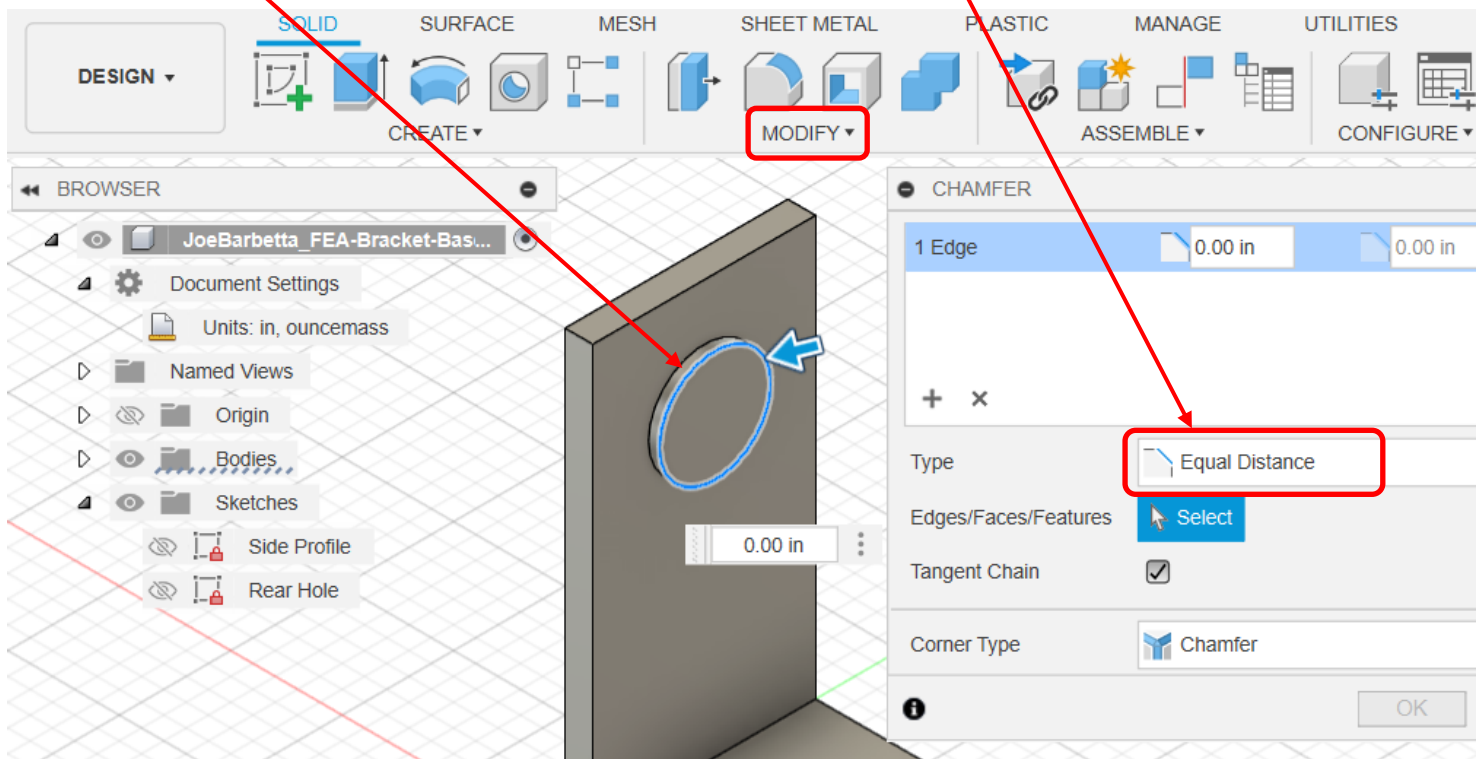 SOLID SURFACE MESH SHEET METAL PLASTIC MANAGE UTILITIES
DESIGN ▾
CREATE ▾ MODIFY ▾ ASSEMBLE ▾ CONFIGURE ▾
BROWSER
JoeBarbetta_FEA-Bracket-Bas...
Document Settings
Units: in, ouncemass
Named Views
Origin
Bodies
Sketches
Side Profile
Rear Hole
0.00 in
CHAMFER
1 Edge 0.00 in 0.00 in
Type Equal Distance
Edges/Faces/Features Select
Tangent Chain
Corner Type Chamfer
OK